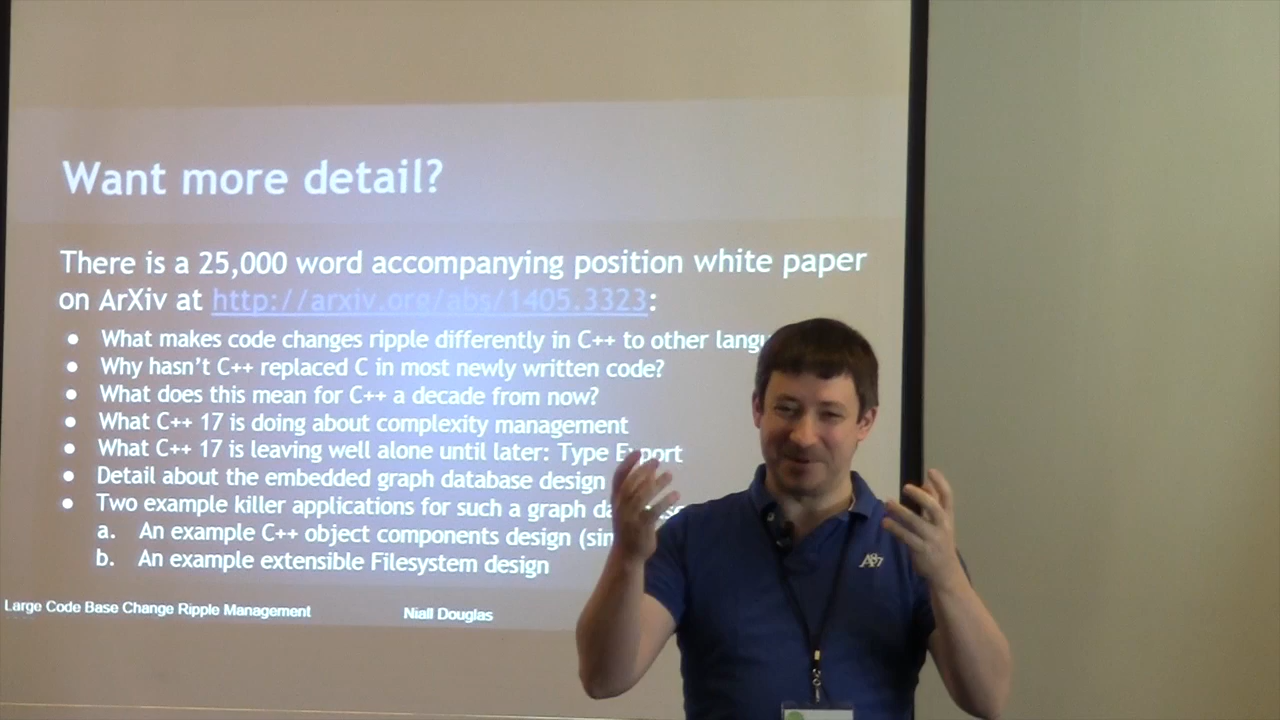 Want more detail?
There is a 25,000 word accompanying position white paper
on ArXiv at http://arxiv.org/abs/1405.3323:
● What makes code changes ripple differently in C++ to other
● Why hasn't C++ replaced C in most newly written code?
● What does this mean for C++ a decade from now?
● What C++ 17 is doing about complexity management
● What C++ 17 is leaving well alone until later: Type Export
● Detail about the embedded graph database design
● Two example killer applications for such a graph
a. An example C++ object components design
b. An example extensible Filesystem design
Large Code Base Change Ripple Management
Niall Douglas
A87